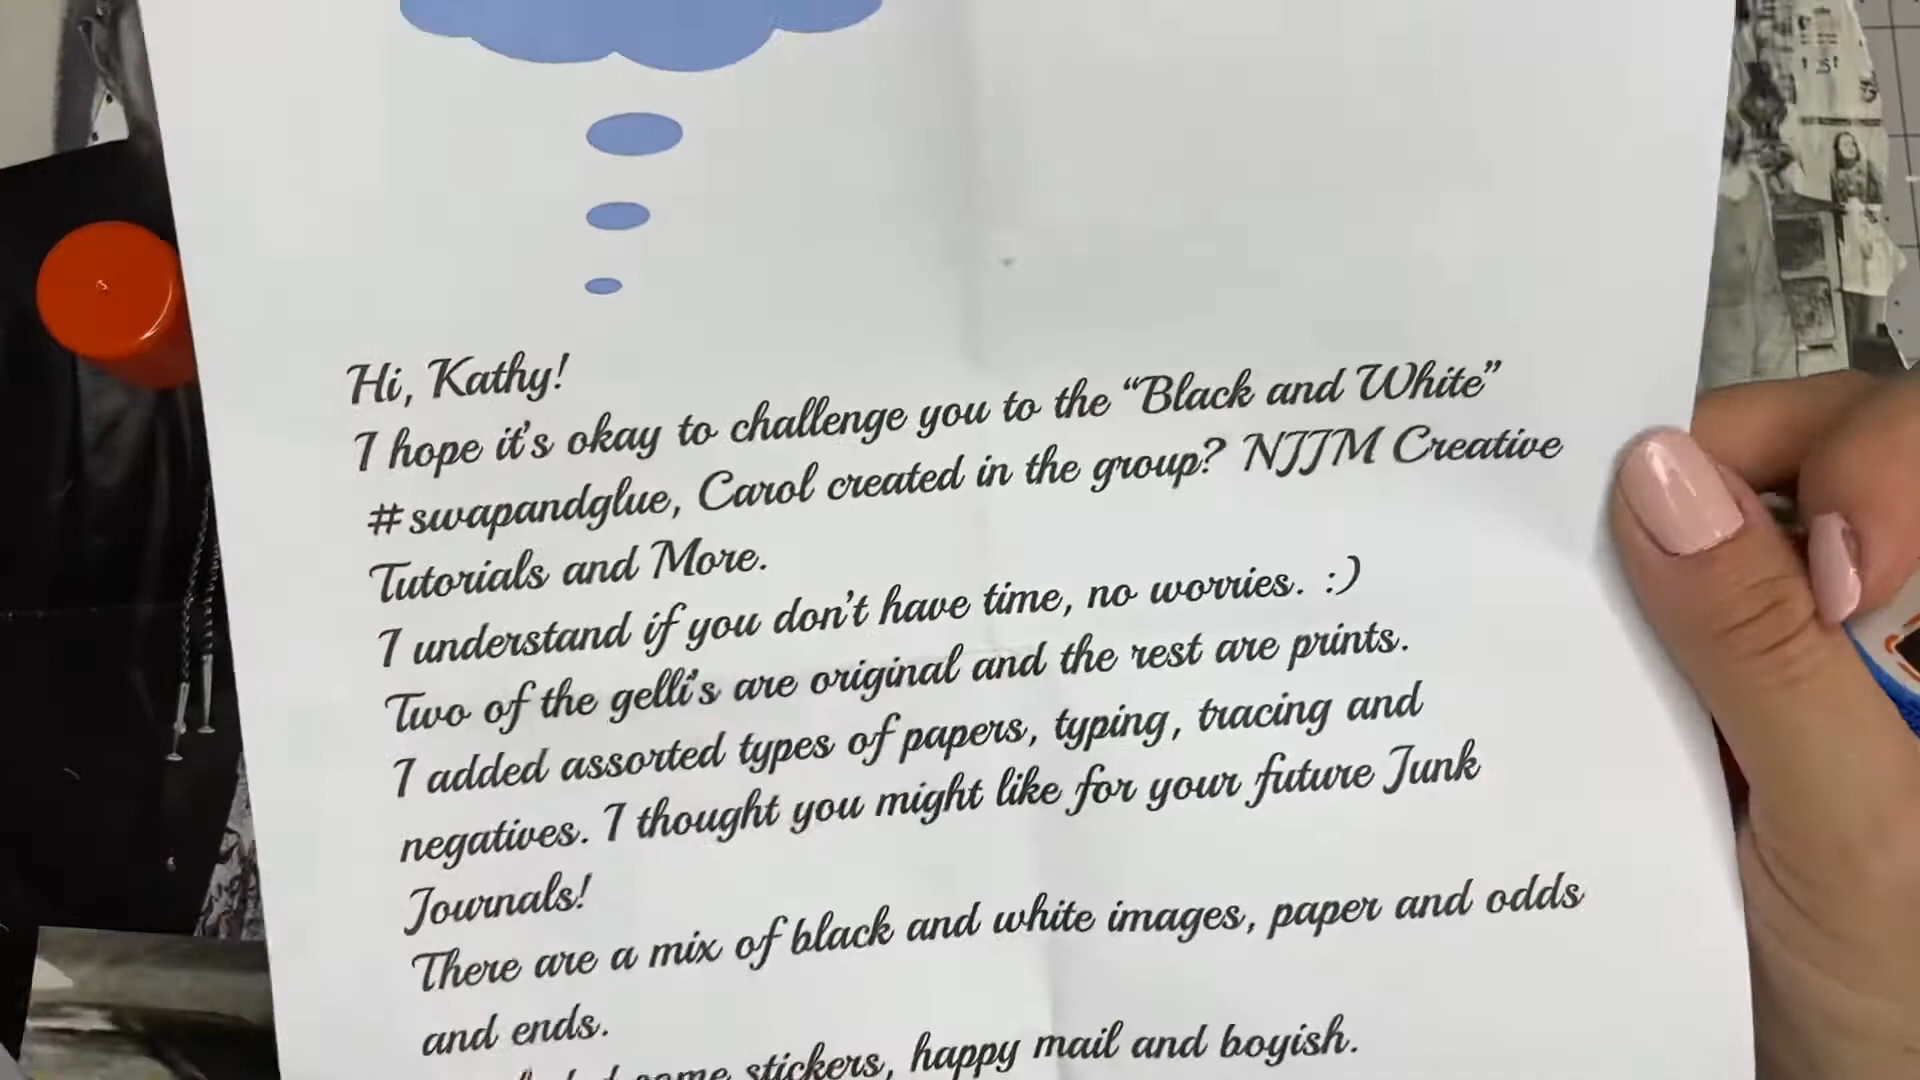 Hi, Kathy!
I hope it's okay to challenge you to the “Black and White”
#swapandglue, Carol created in the group? NJJM Creative
Tutorials and More.
I understand if you don't have time, no worries. :)
Two of the gelli's are original and the rest are prints.
I added assorted types of papers, typing, tracing and
negatives. I thought you might like for your future Junk
Journals!
There are a mix of black and white images, paper and odds
and ends.
some stickers, happy mail and boyish.